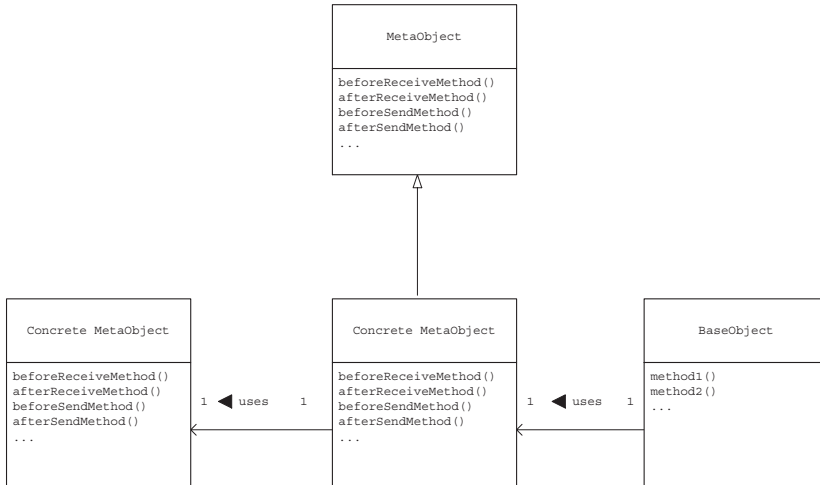 MetaObject
beforeReceiveMethod()
afterReceiveMethod()
beforeSendMethod()
afterSendMethod()
...
Concrete MetaObject
beforeReceiveMethod()
afterReceiveMethod()
beforeSendMethod()
afterSendMethod()
...
1 ◀ uses 1
Concrete MetaObject
beforeReceiveMethod()
afterReceiveMethod()
beforeSendMethod()
afterSendMethod()
...
1 ◀ uses 1
BaseObject
method1()
method2()
...